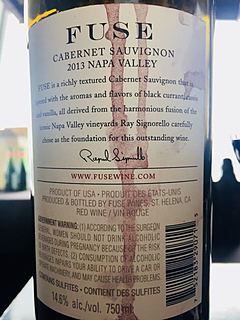 FUSE
CABERNET SAUVIGNON
2013 NAPA VALLEY
FUSE is a richly textured Cabernet Sauvignon that is
with the aromas and flavors of black currant,
and vanilla, all derived from the harmonious fusion of the
Napa Valley vineyards Ray Signorello carefully
chose as the foundation for this outstanding wine.
WWW.FUSEWINE.COM
PRODUCT OF USA • PRODUIT DES ÉTATS-UNIS
PRODUCED & BOTTLED BY FUSE WINES, ST. HELENA, CA
RED WINE / VIN ROUGE
GOVERNMENT WARNING: (1) ACCORDING TO THE SURGEON
GENERAL, WOMEN SHOULD NOT DRINK ALCOHOLIC
BEVERAGES DURING PREGNANCY BECAUSE OF THE RISK
OF BIRTH DEFECTS. (2) CONSUMPTION OF ALCOHOLIC
BEVERAGES IMPAIRS YOUR ABILITY TO DRIVE A CAR OR
OPERATE MACHINERY, AND MAY CAUSE HEALTH PROBLEMS.
CONTAINS SULFITES • CONTIENT DES SULFITES
14.6% alc./vol. 750 ml